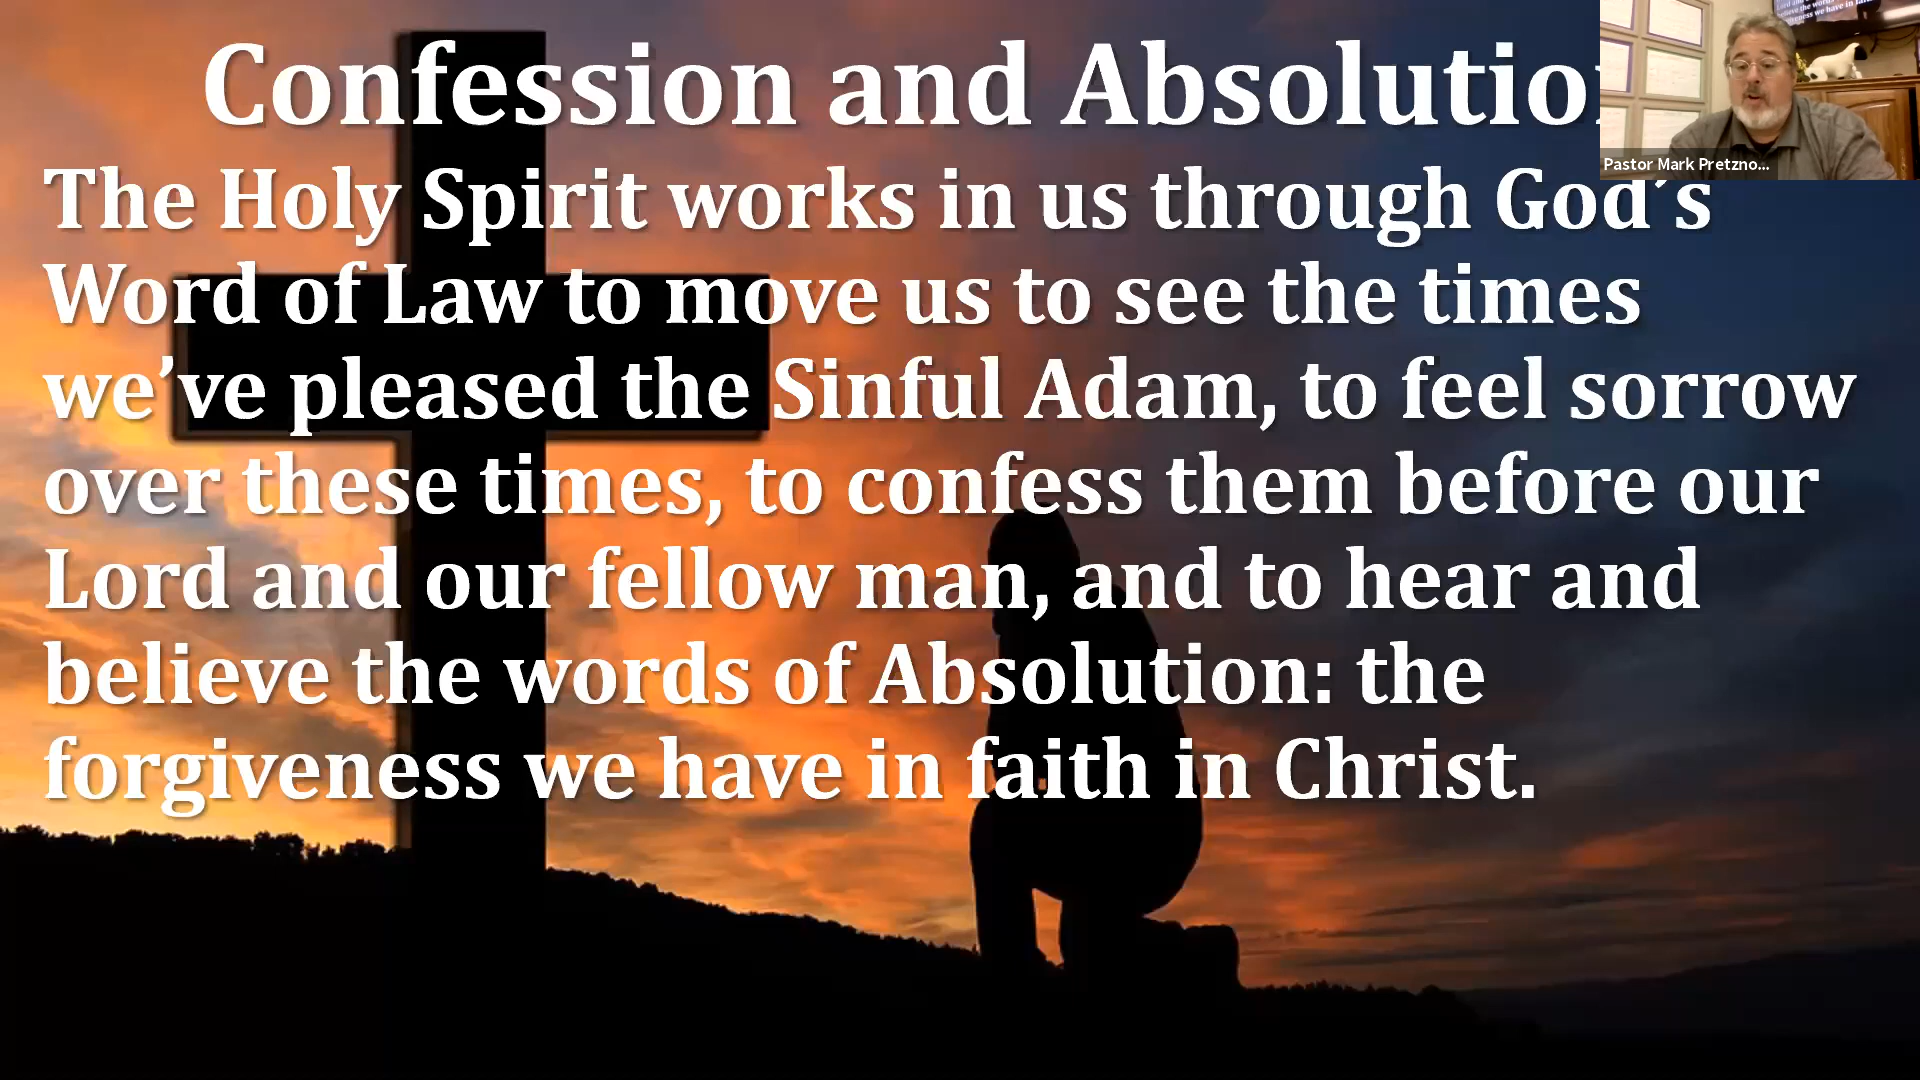 Confession and Absolutio
The Holy Spirit works in us through God's
Word of Law to move us to see the times
we've pleased the Sinful Adam, to feel sorrow
over these times, to confess them before our
Lord and our fellow man, and to hear and
believe the words of Absolution: the
forgiveness we have in faith in Christ.
Pastor Mark Pretzno...